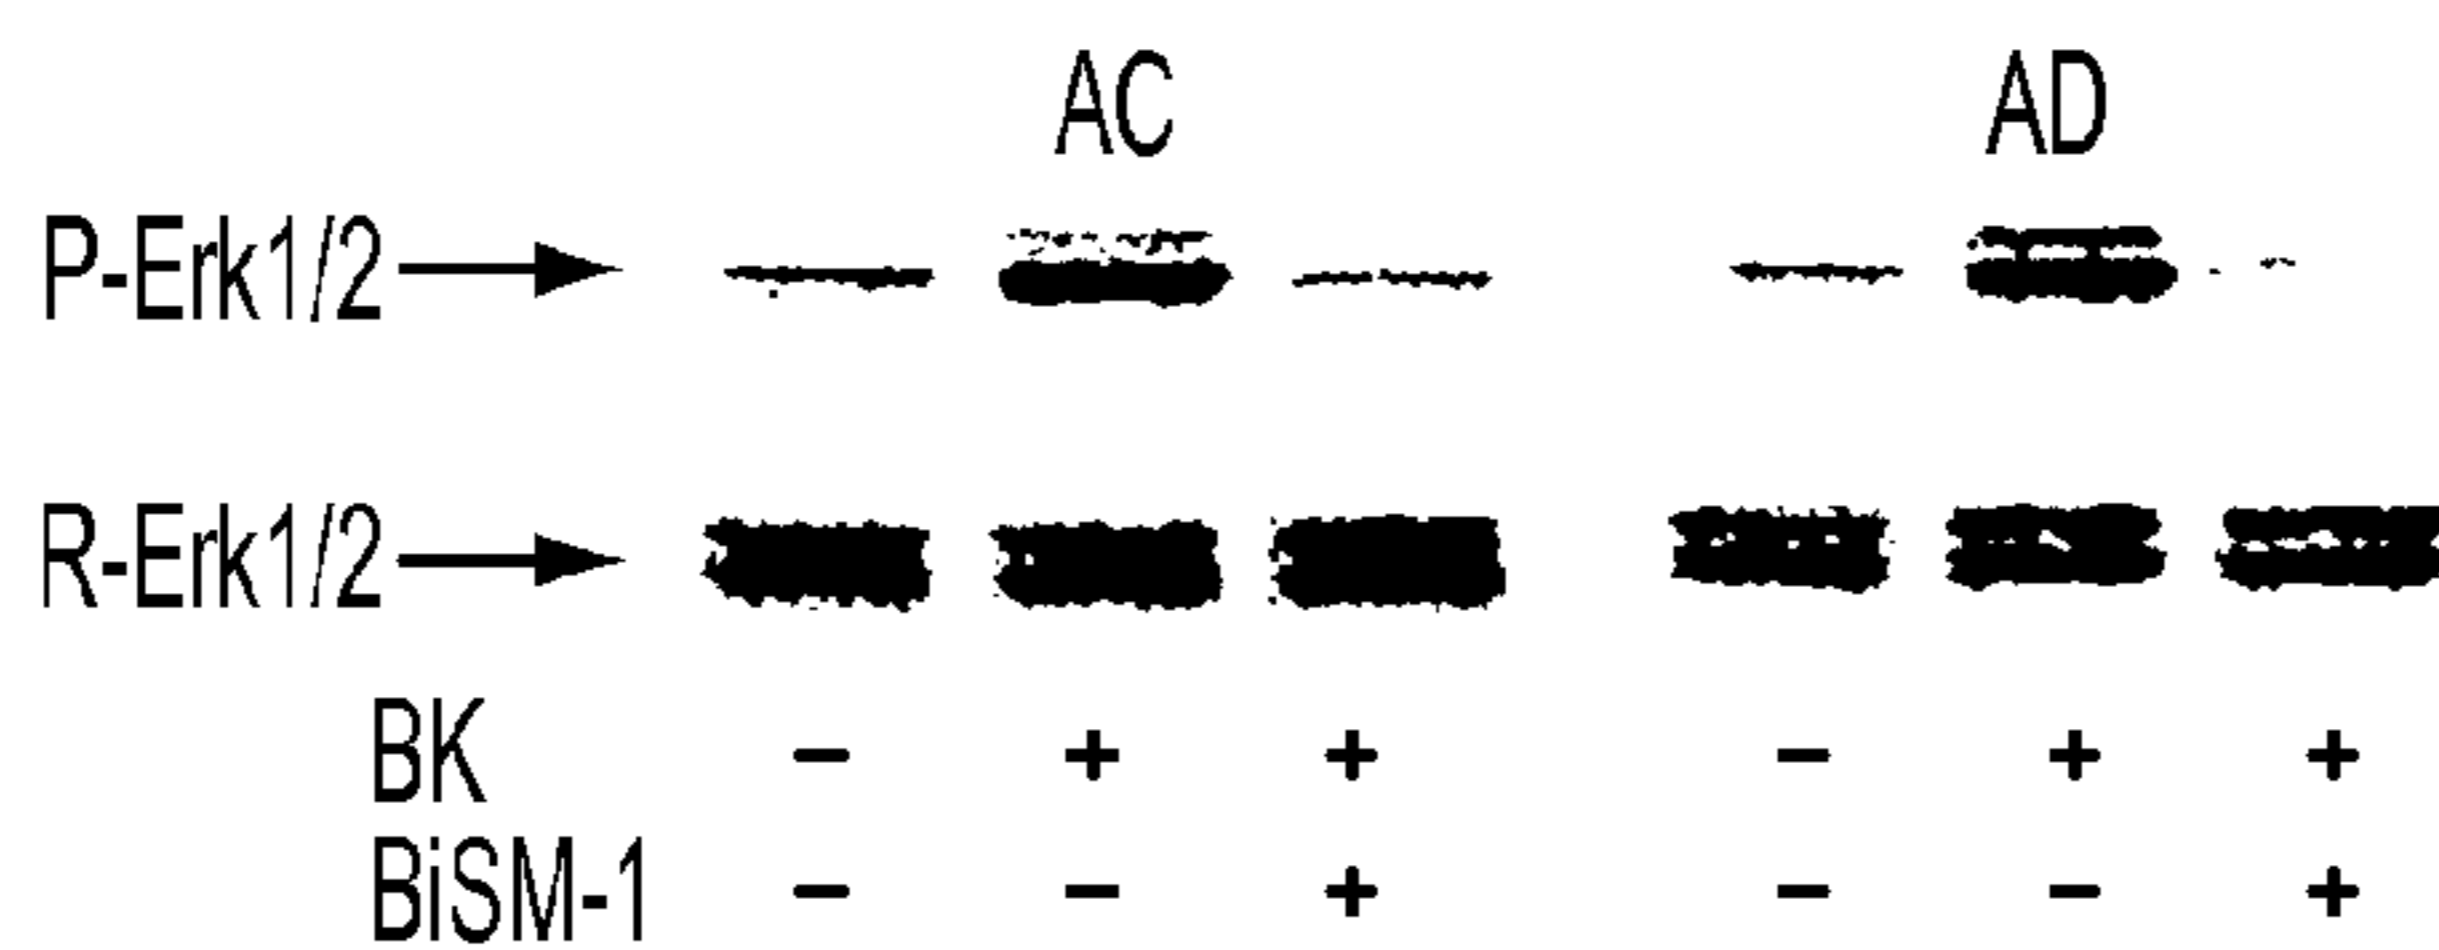 AC AD
P-Erk1/2
R-Erk1/2
BK − + + − + +
BiSM-1 − − + − − +